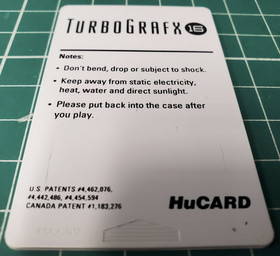 TURBOGRAFX 16
Notes:
• Don't bend, drop or subject to shock.
• Keep away from static electricity,
heat, water and direct sunlight.
• Please put back into the case after
you play.
U.S. PATENTS #4,462,076,
#4,442,486, #4,454,594
CANADA PATENT #1,183,276
HuCARD